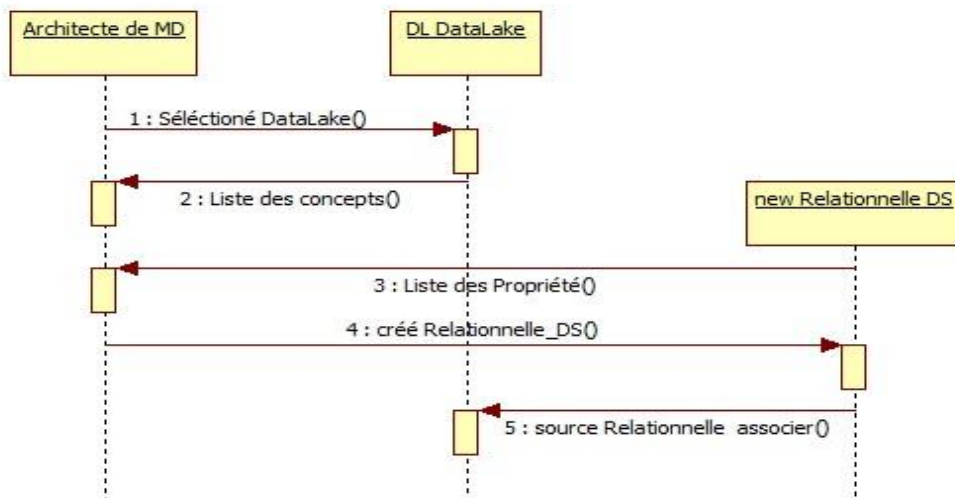 Architecte de MD
DL DataLake
1 : Séléctioné DataLake()
2 : Liste des concepts()
new Relationnelle DS
3 : Liste des Propriété()
4 : créé Relationnelle_DS()
5 : source Relationnelle associer()